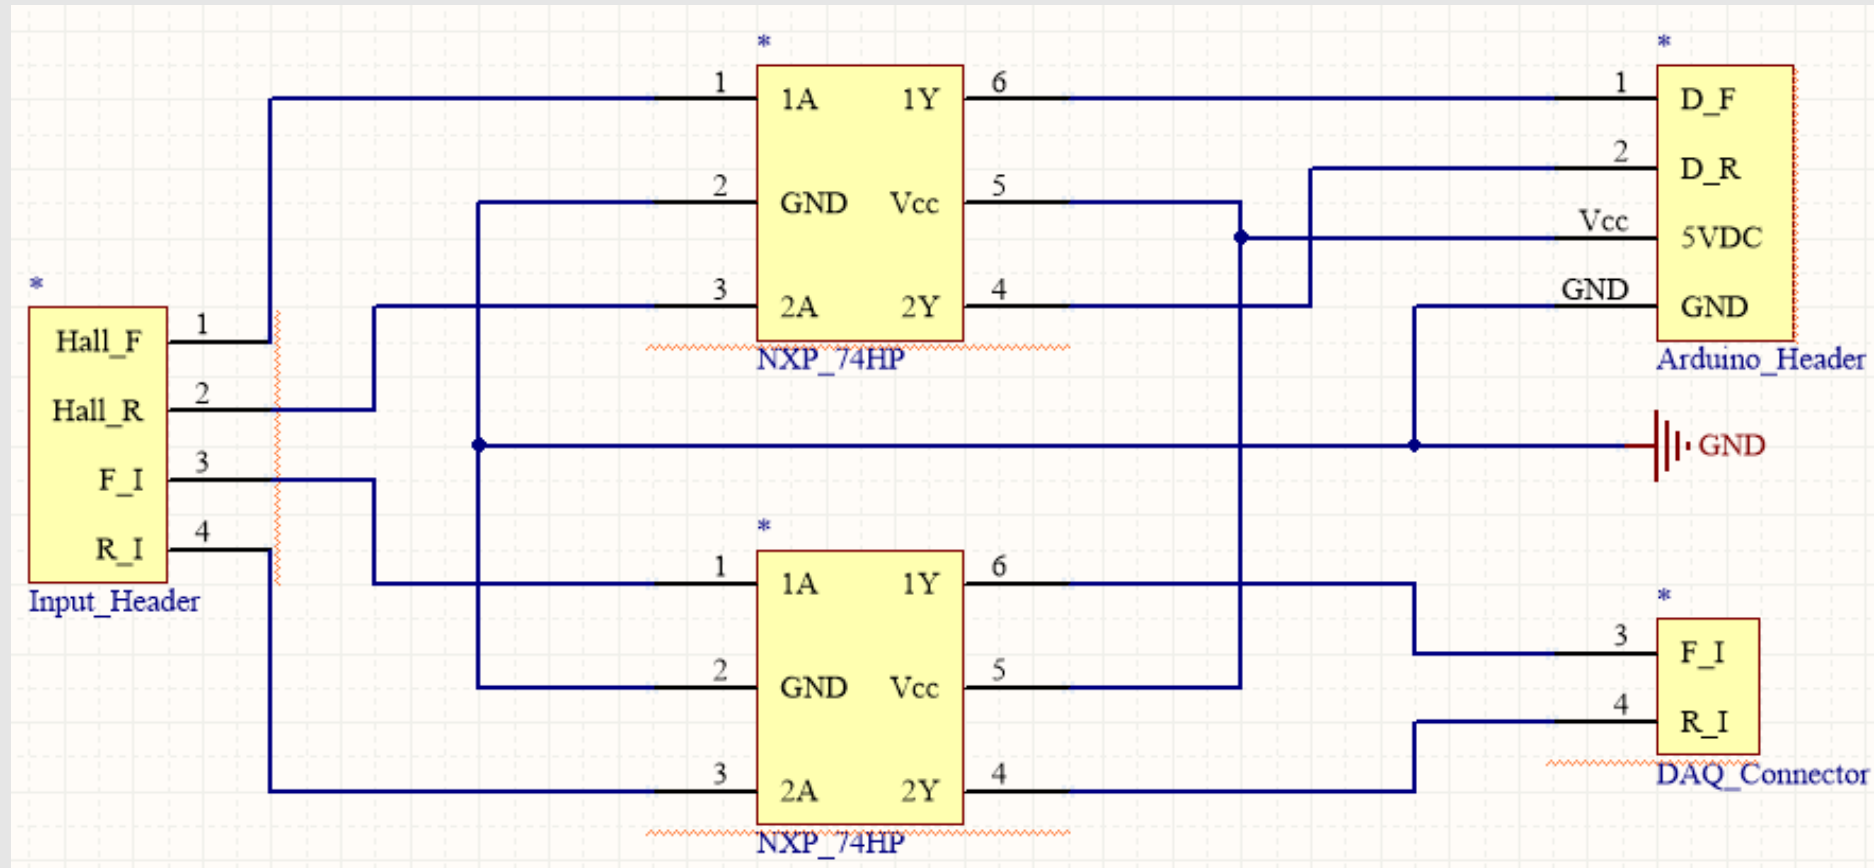 *
1
1A
1Y
6
2
GND
Vcc
5
3
2A
2Y
4
NXP_74HP
*
1
D_F
2
D_R
Vcc
5VDC
GND
GND
Arduino_Header
*
Hall_F
1
Hall_R
2
F_I
3
R_I
4
Input_Header
GND
*
1
1A
1Y
6
2
GND
Vcc
5
3
2A
2Y
4
NXP_74HP
*
3
F_I
4
R_I
DAQ_Connector